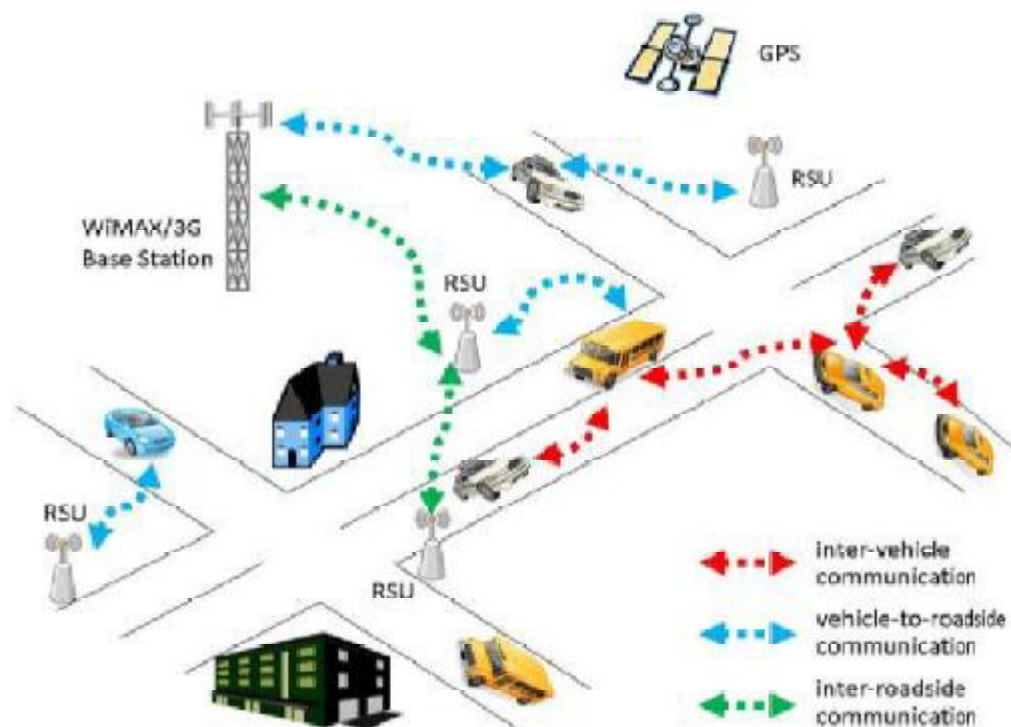 GPS
RSU
WiMAX/3G
Base Station
RSU
RSU
RSU
inter-vehicle
communication
vehicle-to-roadside
communication
inter-roadside
communication